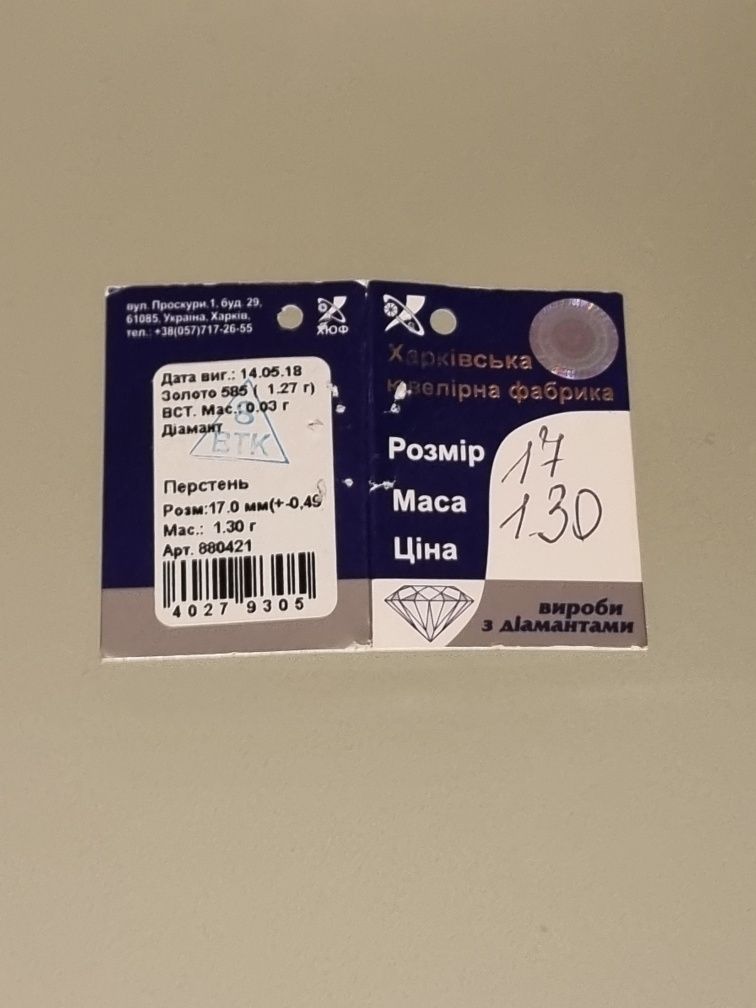 вул. Проскури,1, буд. 29,
61085, Україна, Харків,
тел.: +38(057)717-26-55
ХЮФ
Дата виг.: 14.05.18
Золото 585 ( 1.27 г)
ВСТ. Мас.: 0.03 г
Діамант
8
ВТК
Перстень
Розм:17.0 мм(+-0,49
Мас.: 1.30 г
Арт. 880421
4027 9305
Харківська
ювелірна фабрика
Розмір 17
Маса 130
Ціна
вироби
з діамантами